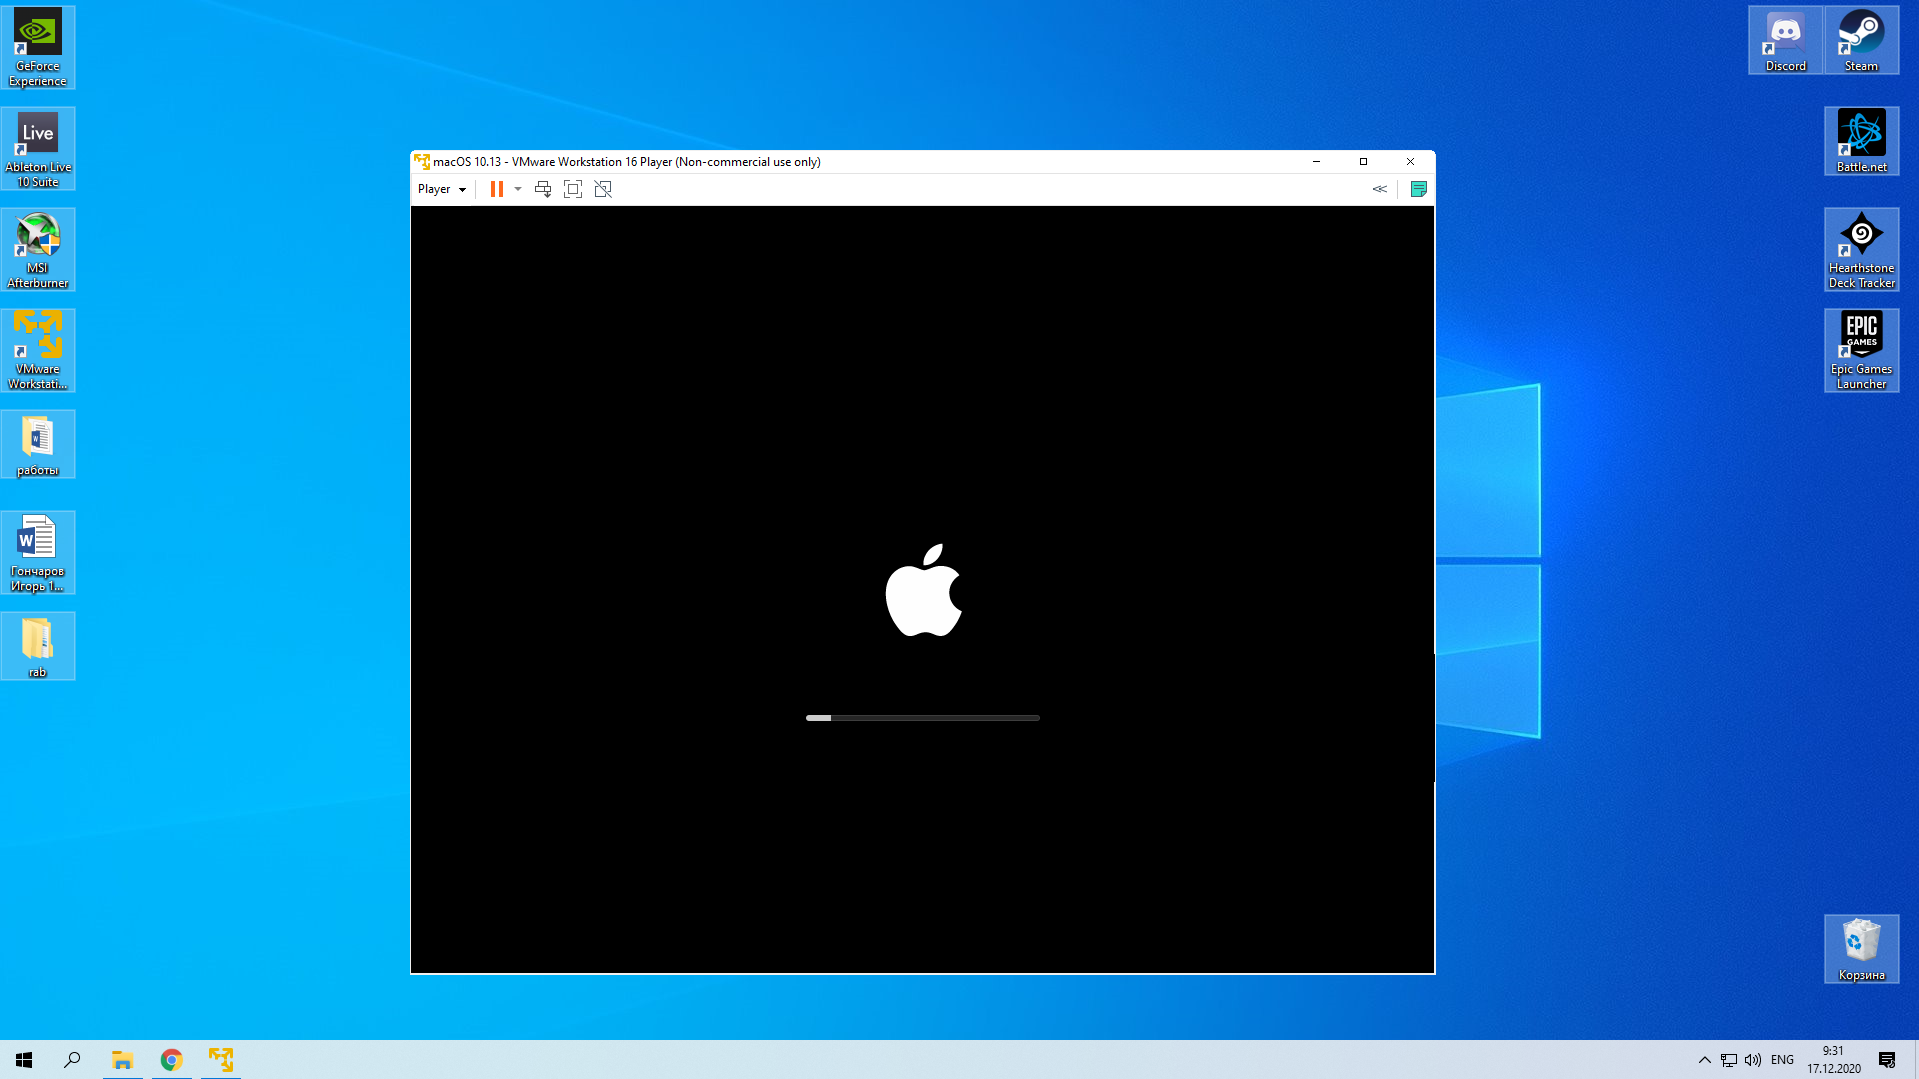 GeForce
Experience
Live
Ableton Live
10 Suite
MSI
Afterburner
VMware
Workstati...
работы
W
Гончаров
Игорь 1...
rab
macOS 10.13 - VMware Workstation 16 Player (Non-commercial use only)
Player
Discord
Steam
Battle.net
Hearthstone
Deck Tracker
EPIC
GAMES
Epic Games
Launcher
Корзина
ENG
9:31
17.12.2020